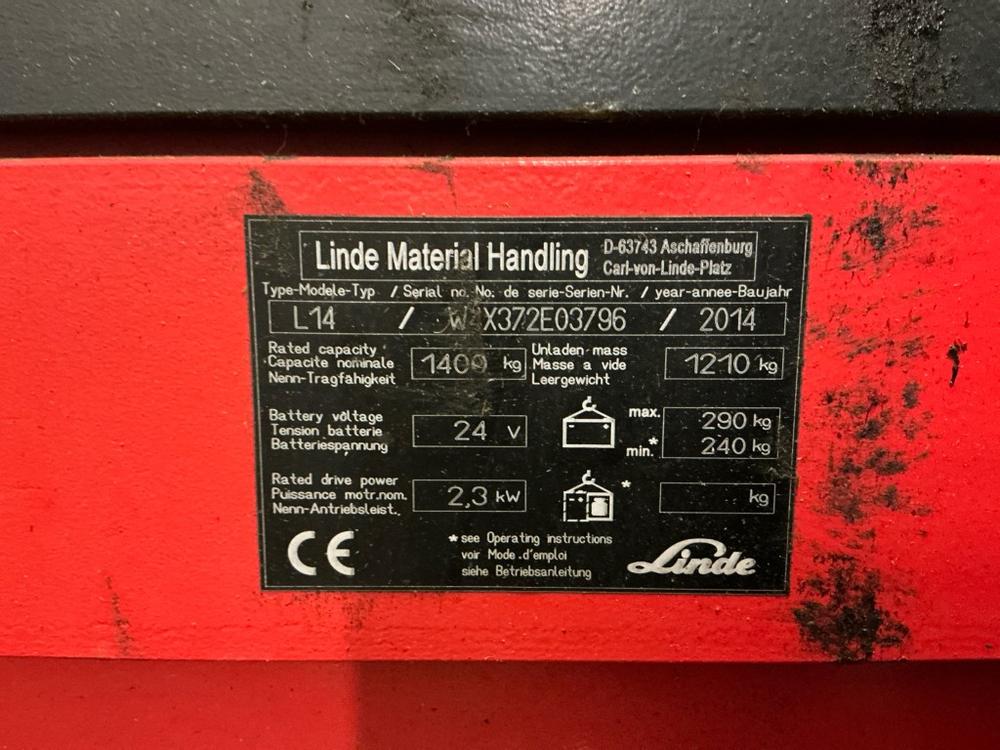 Linde Material Handling
D-63743 Aschaffenburg
Carl-von-Linde-Platz
Type-Modele-Typ / Serial no. No. de serie-Serien-Nr. / year-annee-Baujahr
L14 / W4X372E03796 / 2014
Rated capacity
Capacite nominale
Nenn-Tragfahigkeit
1400 kg
Unladen mass
Masse a vide
Leergewicht
1210 kg
Battery voltage
Tension batterie
Batteriespannung
24 V
max. 290 kg
min.* 240 kg
Rated drive power
Puissance motr.nom.
Nenn-Antriebsleist.
2,3 kW
* kg
CE
* see Operating instructions
voir Mode d'emploi
siehe Betriebsanleitung
Linde